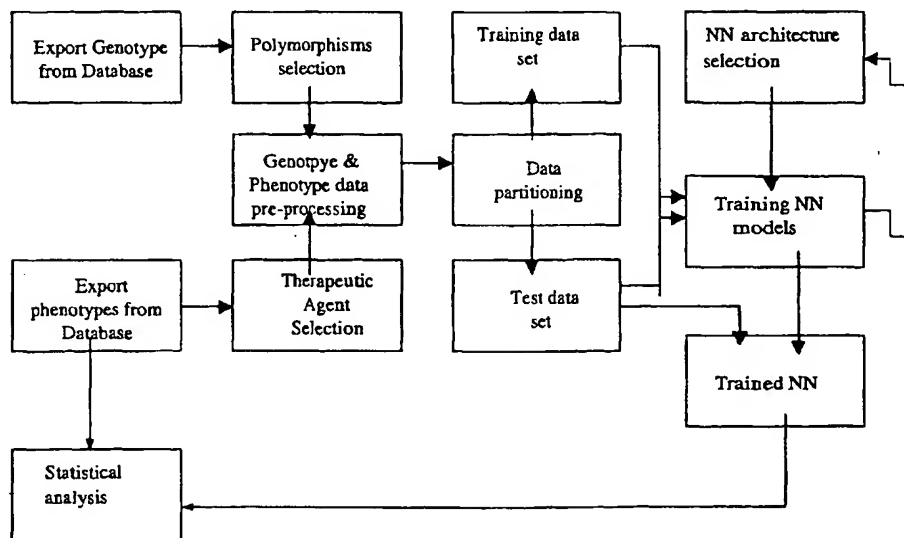 Export Genotype
from Database
Polymorphisms
selection
Training data
set
NN architecture
selection
Genotpye &
Phenotype data
pre-processing
Data
partitioning
Training NN
models
Export
phenotypes from
Database
Therapeutic
Agent
Selection
Test data
set
Trained NN
Statistical
analysis